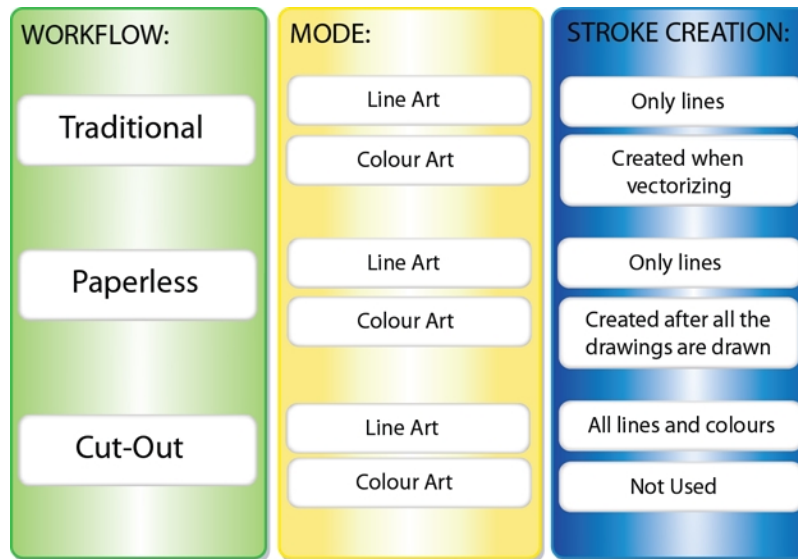 WORKFLOW:
MODE:
STROKE CREATION:
Traditional
Line Art
Only lines
Colour Art
Created when
vectorizing
Paperless
Line Art
Only lines
Colour Art
Created after all the
drawings are drawn
Cut-Out
Line Art
All lines and colours
Colour Art
Not Used